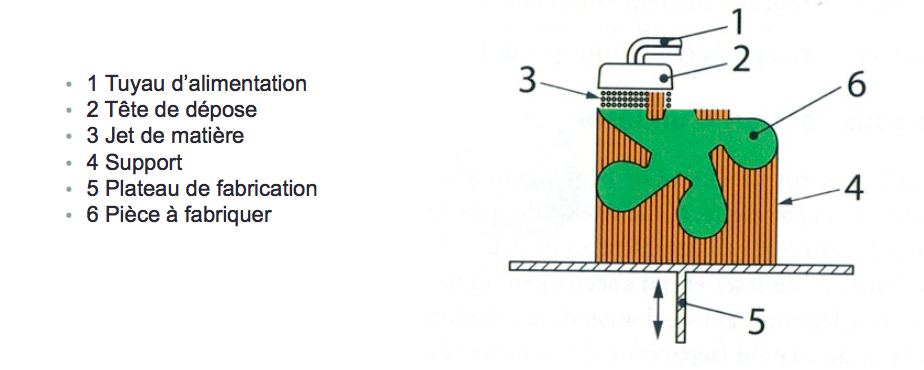 1 Tuyau d’alimentation
2 Tête de dépose
3 Jet de matière
4 Support
5 Plateau de fabrication
6 Pièce à fabriquer
1
2
3
6
4
5